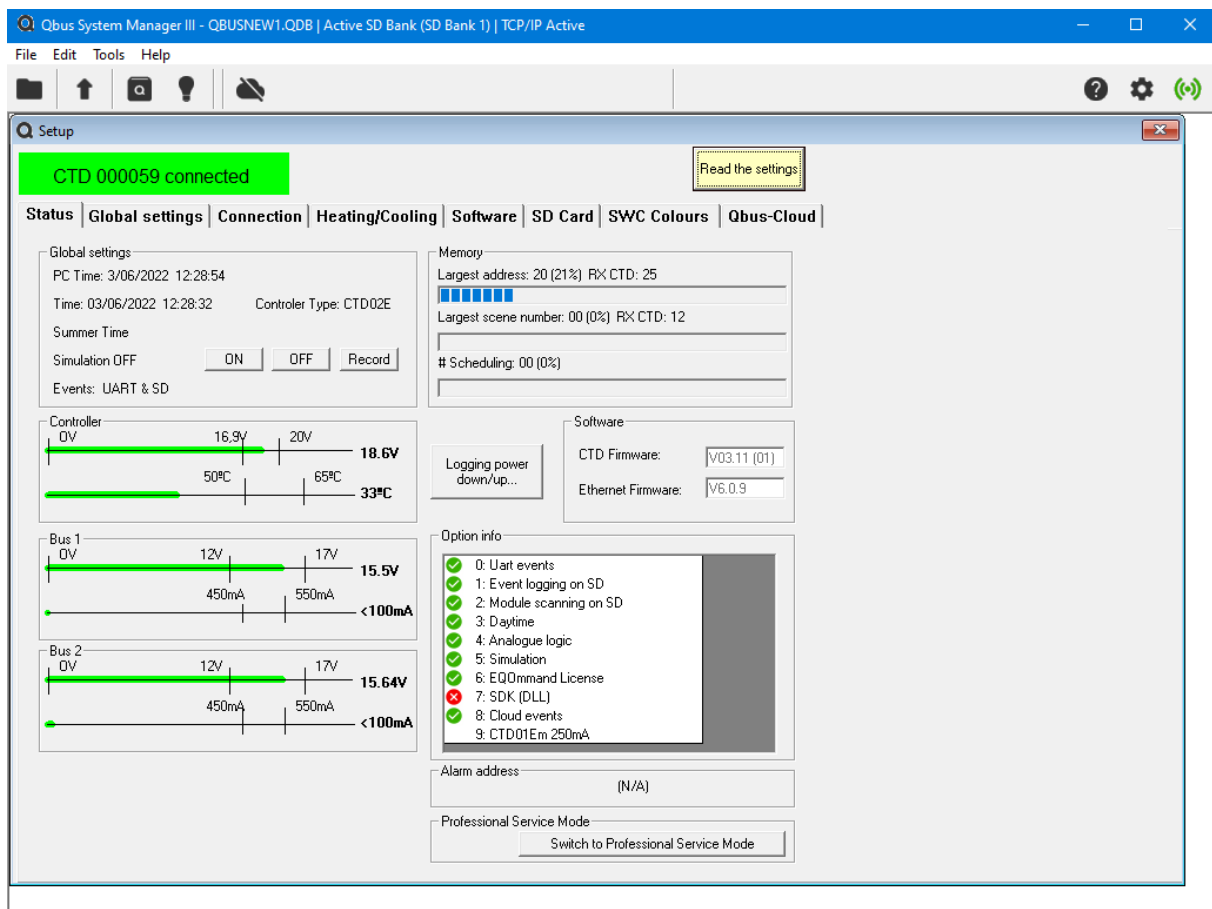 Qbus System Manager III - QBUSNEW1.QDB | Active SD Bank (SD Bank 1) | TCP/IP Active
File Edit Tools Help
Setup
CTD 000059 connected
Read the settings
Status Global settings Connection Heating/Cooling Software SD Card SWC Colours Qbus-Cloud
Global settings
PC Time: 3/06/2022 12:28:54
Time: 03/06/2022 12:28:32 Controler Type: CTD02E
Summer Time
Simulation OFF ON OFF Record
Events: UART & SD
Memory
Largest address: 20 (21%) RX CTD: 25
Largest scene number: 00 (0%) RX CTD: 12
# Scheduling: 00 (0%)
Controller
0V 16,9V 20V
18.6V
50ºC 65ºC
33ºC
Logging power
down/up...
Software
CTD Firmware: V03.11 (01)
Ethernet Firmware: V6.0.9
Bus 1
0V 12V 17V
15.5V
450mA 550mA
<100mA
Bus 2
0V 12V 17V
15.64V
450mA 550mA
<100mA
Option info
0: Uart events
1: Event logging on SD
2: Module scanning on SD
3: Daytime
4: Analogue logic
5: Simulation
6: EQOmmand License
7: SDK (DLL)
8: Cloud events
9: CTD01Em 250mA
Alarm address
(N/A)
Professional Service Mode
Switch to Professional Service Mode